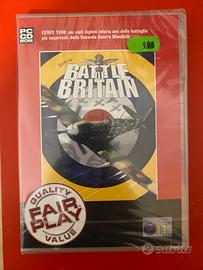 PC
CD
ROM
ESTATE 1940: nei cieli inglesi infuria una delle battaglie
più importanti della Seconda Guerra Mondiale
9.00
BATTLE
OF
BRITAIN
QUALITY
FAIR
PLAY
VALUE
subito